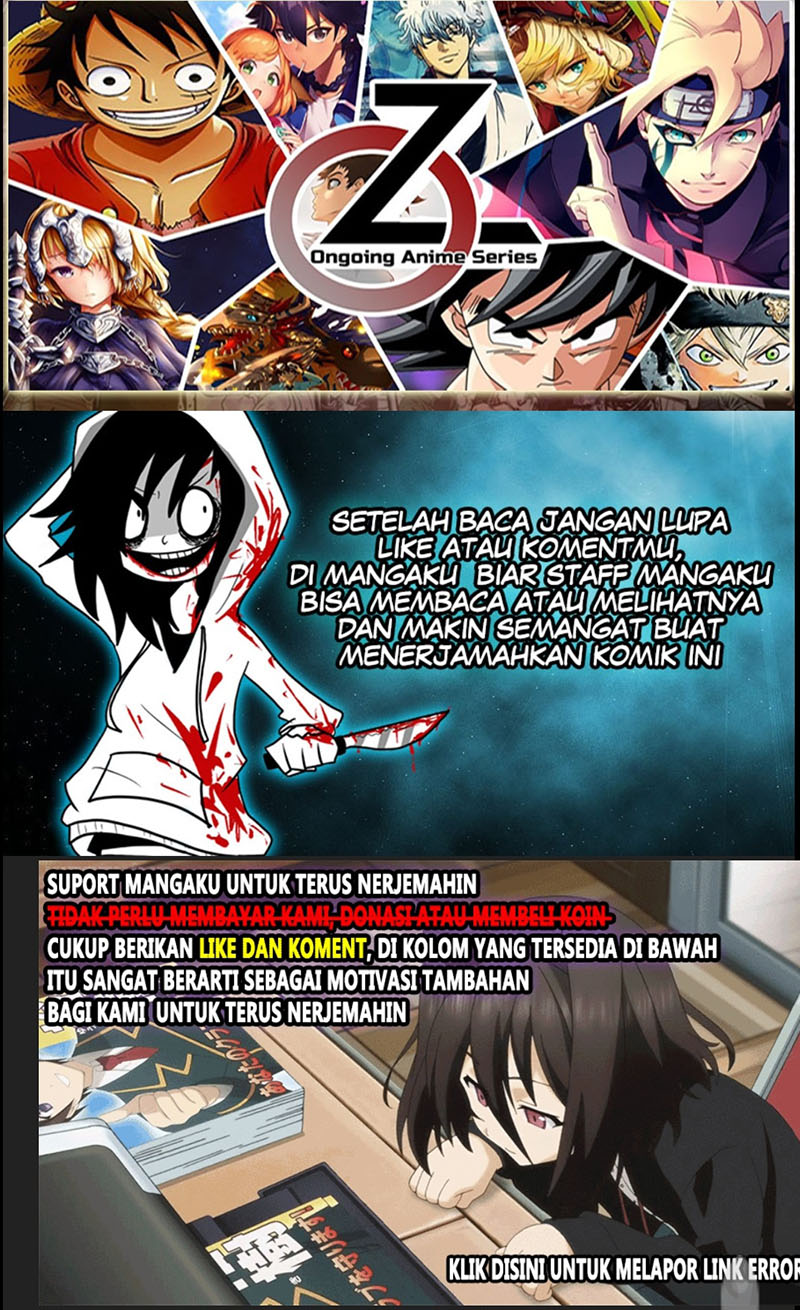 Z
Ongoing Anime Series
SETELAH BACA JANGAN LUPA
LIKE ATAU KOMENTMU,
DI MANGAKU BIAR STAFF MANGAKU
BISA MEMBACA ATAU MELIHATNYA
DAN MAKIN SEMANGAT BUAT
MENERJAMAHKAN KOMIK INI
SUPORT MANGAKU UNTUK TERUS NERJEMAHIN
TIDAK PERLU MEMBAYAR KAMI, DONASI ATAU MEMBELI KOIN
CUKUP BERIKAN LIKE DAN KOMENT, DI KOLOM YANG TERSEDIA DI BAWAH
ITU SANGAT BERARTI SEBAGAI MOTIVASI TAMBAHAN
BAGI KAMI UNTUK TERUS NERJEMAHIN
KLIK DISINI UNTUK MELAPOR LINK ERROR